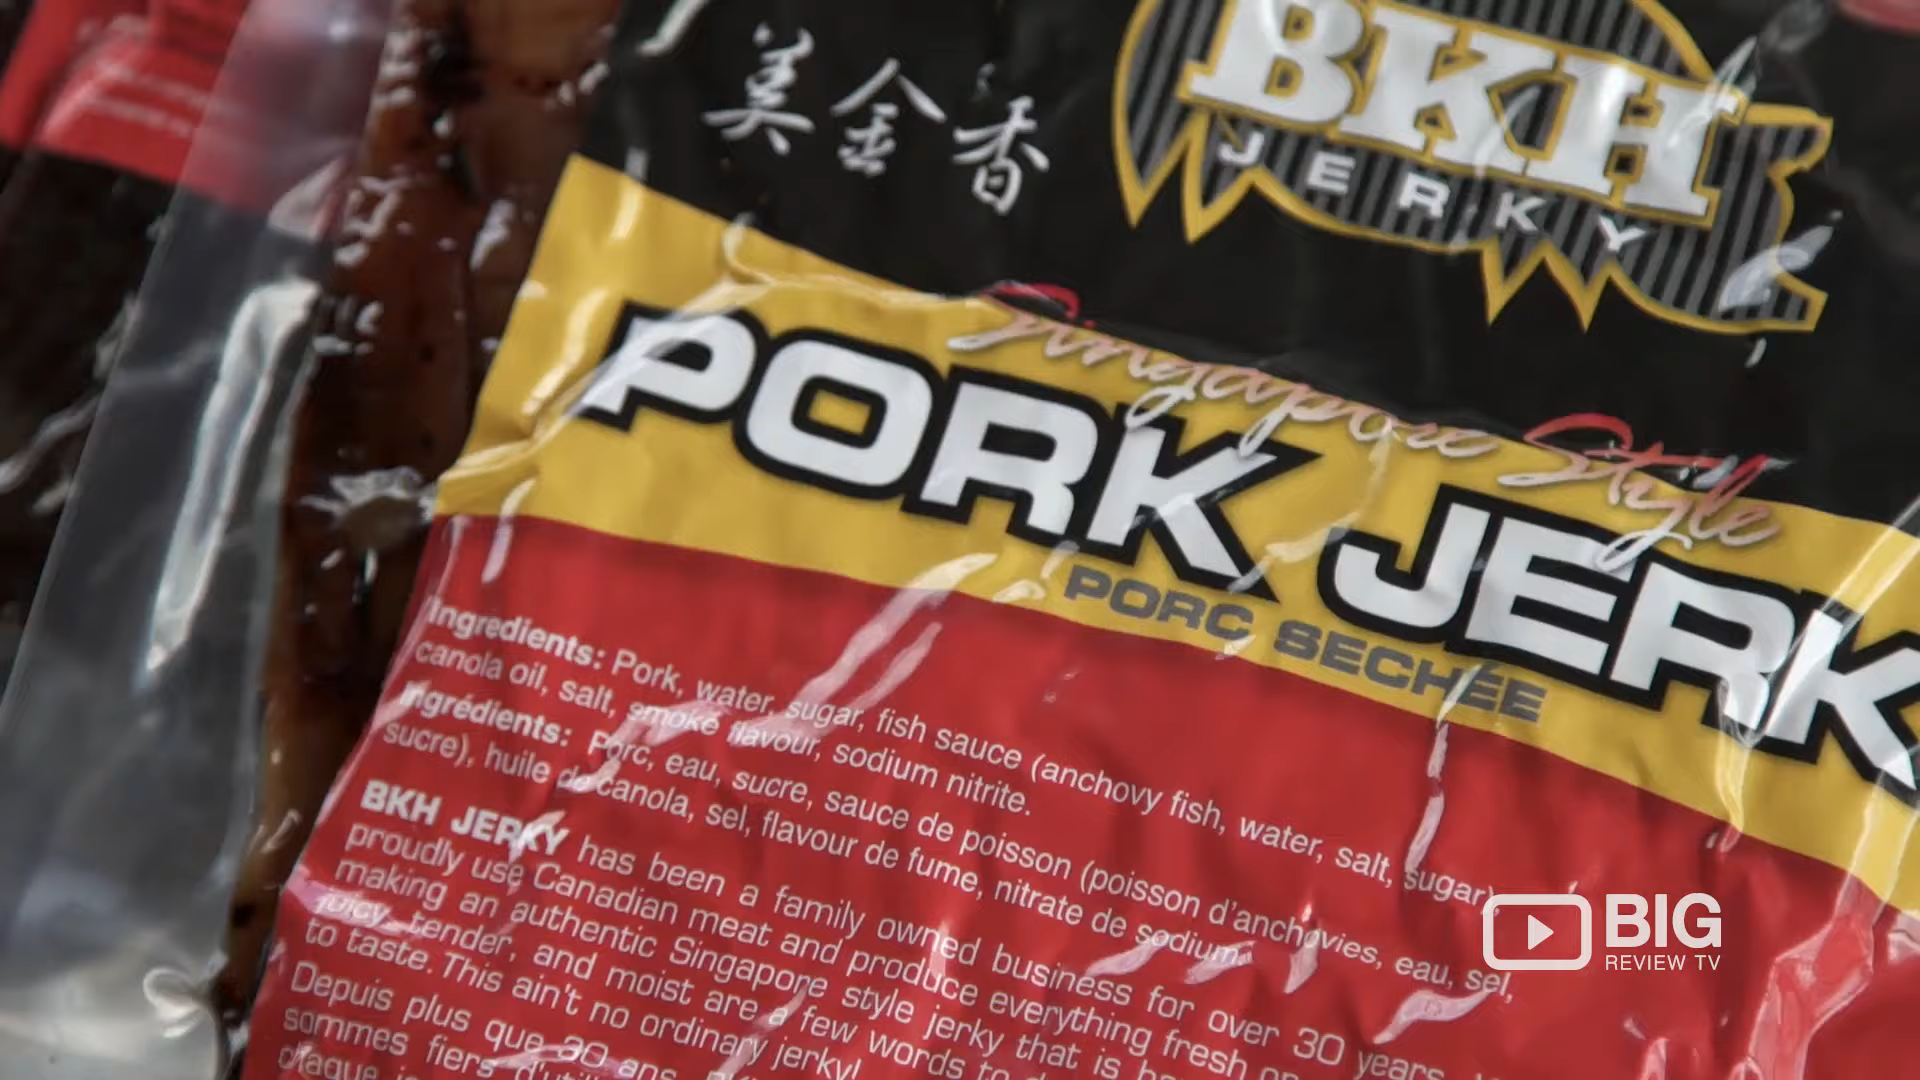 美金香
BKH
JERKY
Singapore Style
PORK JERK
PORC SECHÉE
Ingredients: Pork, water, sugar, fish sauce (anchovy fish, water, salt, sugar),
canola oil, salt, smoke flavour, sodium nitrite.
Ingrédients: Porc, eau, sucre, sauce de poisson (poisson d'anchovies, eau, sel,
sucre), huile de canola, sel, flavour de fume, nitrate de sodium.
BKH JERKY has been a family owned business for over 30 years.
proudly use Canadian meat and produce everything fresh
making an authentic Singapore style jerky that is
juicy, tender, and moist are a few words to
to taste. This ain't no ordinary jerky!
Depuis plus que 30 ans,
sommes fiers
BIG
REVIEW TV